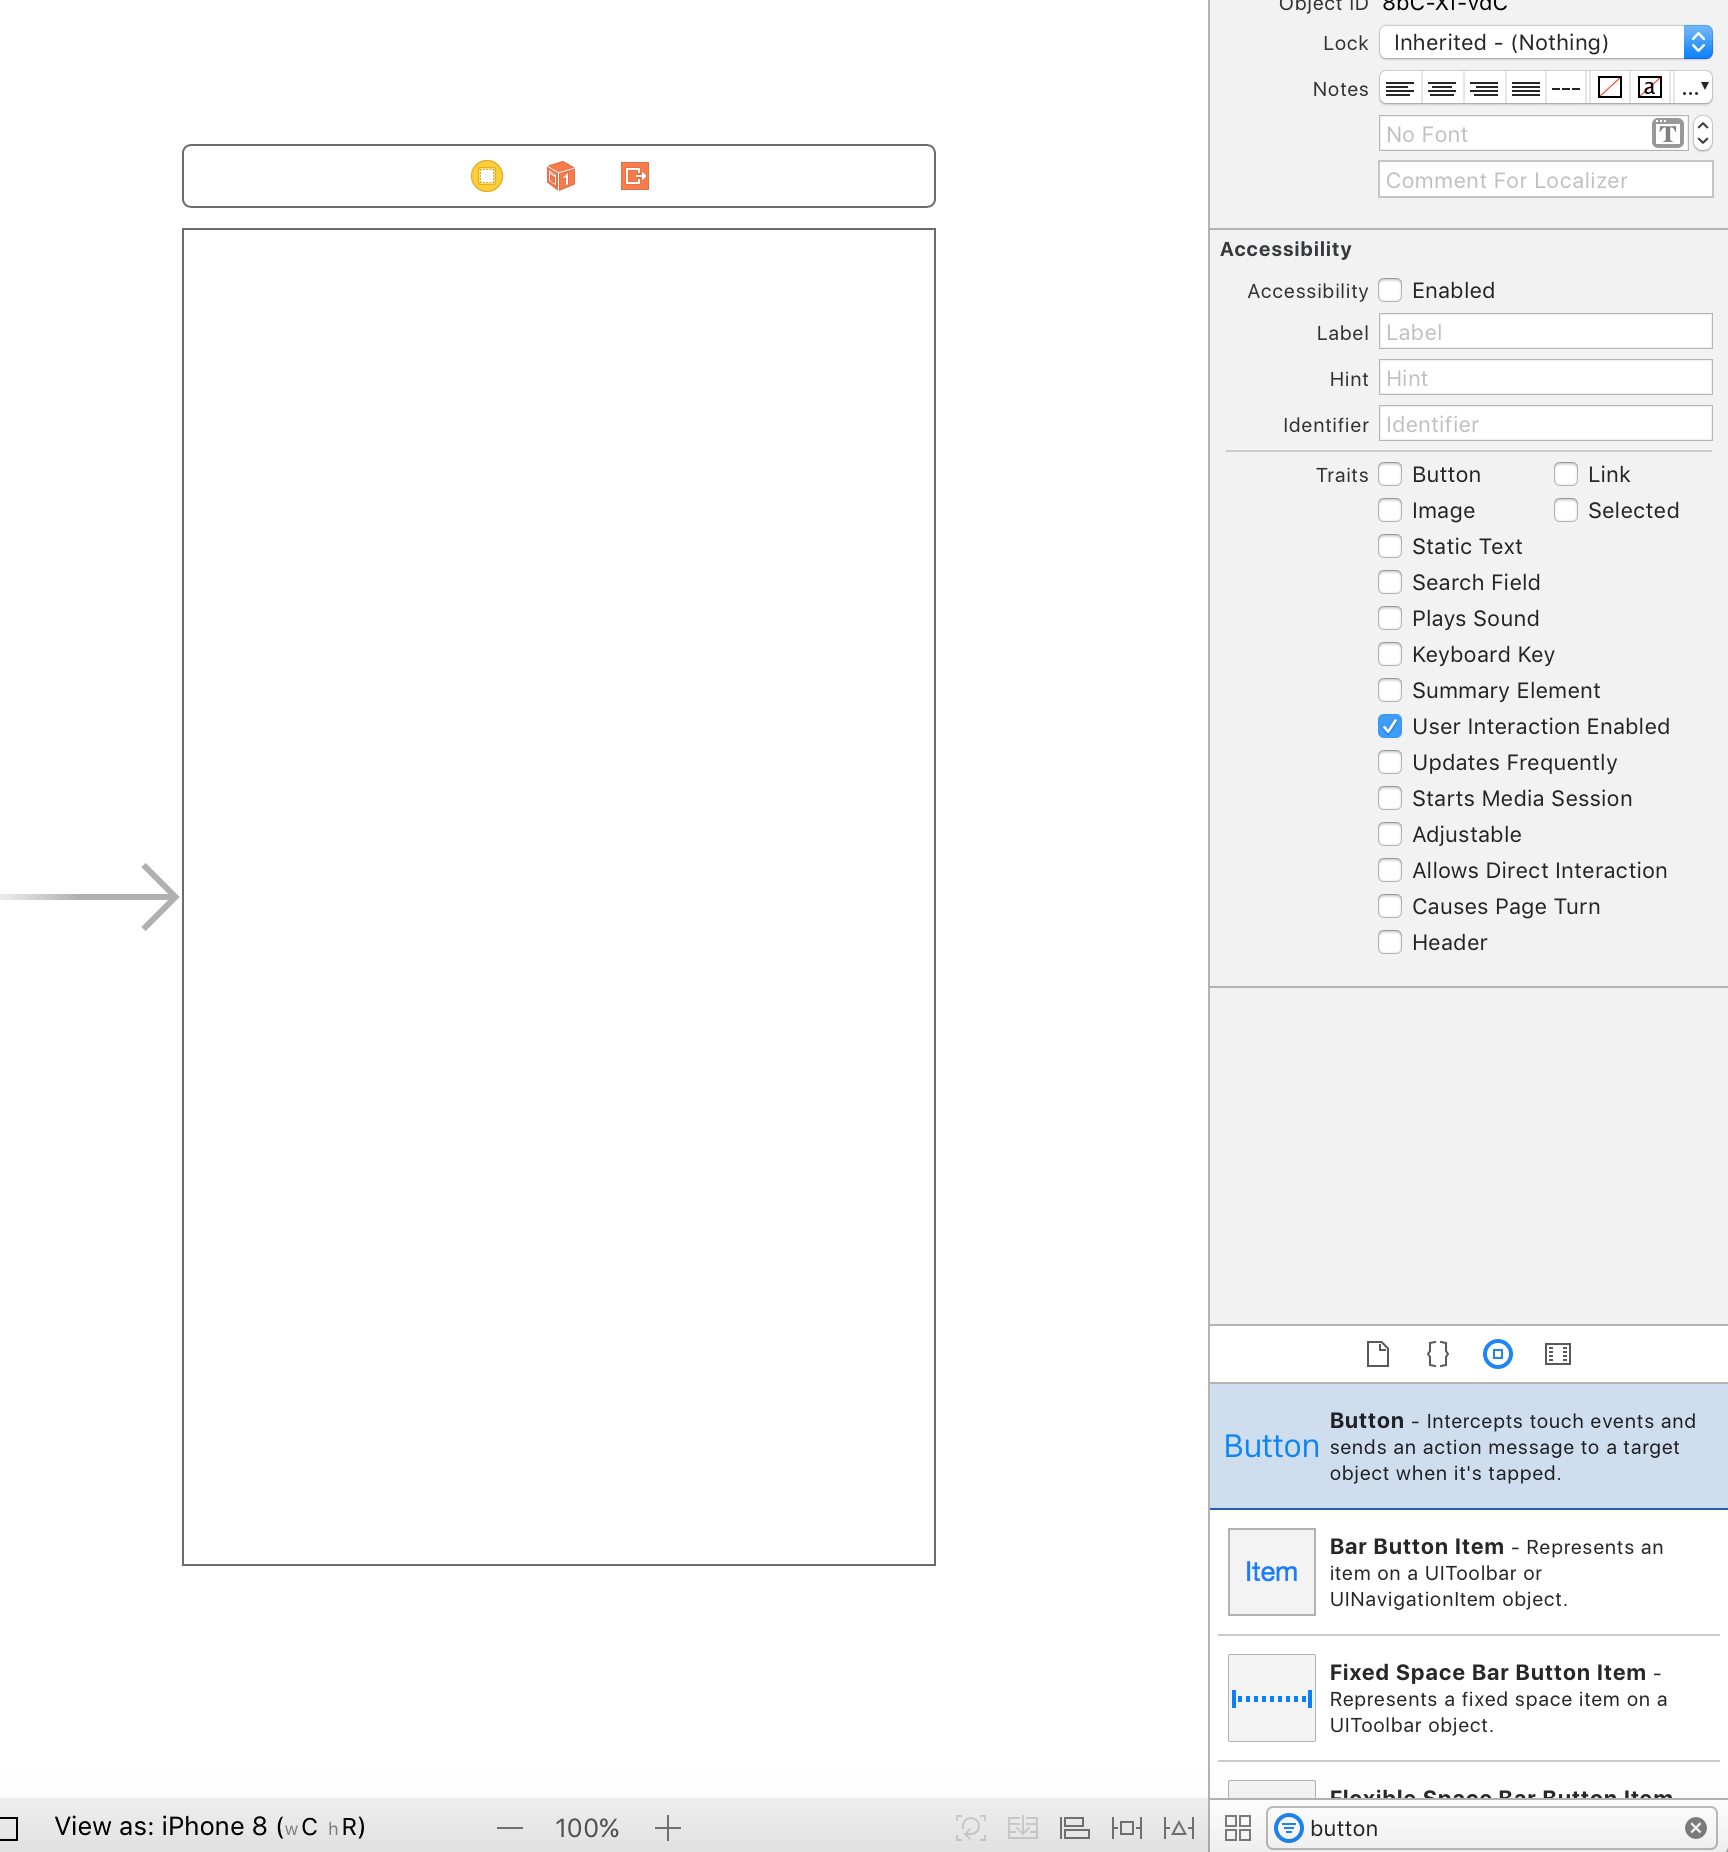 Object ID 8bC-Xf-vdC
Lock Inherited - (Nothing)
Notes
a ...
No Font T
Comment For Localizer
Accessibility
Accessibility Enabled
Label Label
Hint Hint
Identifier Identifier
Traits Button Link
Image Selected
Static Text
Search Field
Plays Sound
Keyboard Key
Summary Element
User Interaction Enabled
Updates Frequently
Starts Media Session
Adjustable
Allows Direct Interaction
Causes Page Turn
Header
{}
Button
Button - Intercepts touch events and
sends an action message to a target
object when it's tapped.
Item
Bar Button Item - Represents an
item on a UIToolbar or
UINavigationItem object.
Fixed Space Bar Button Item -
Represents a fixed space item on a
UIToolbar object.
Flexible Space Bar Button Item
View as: iPhone 8 (wC hR)
— 100% +
button